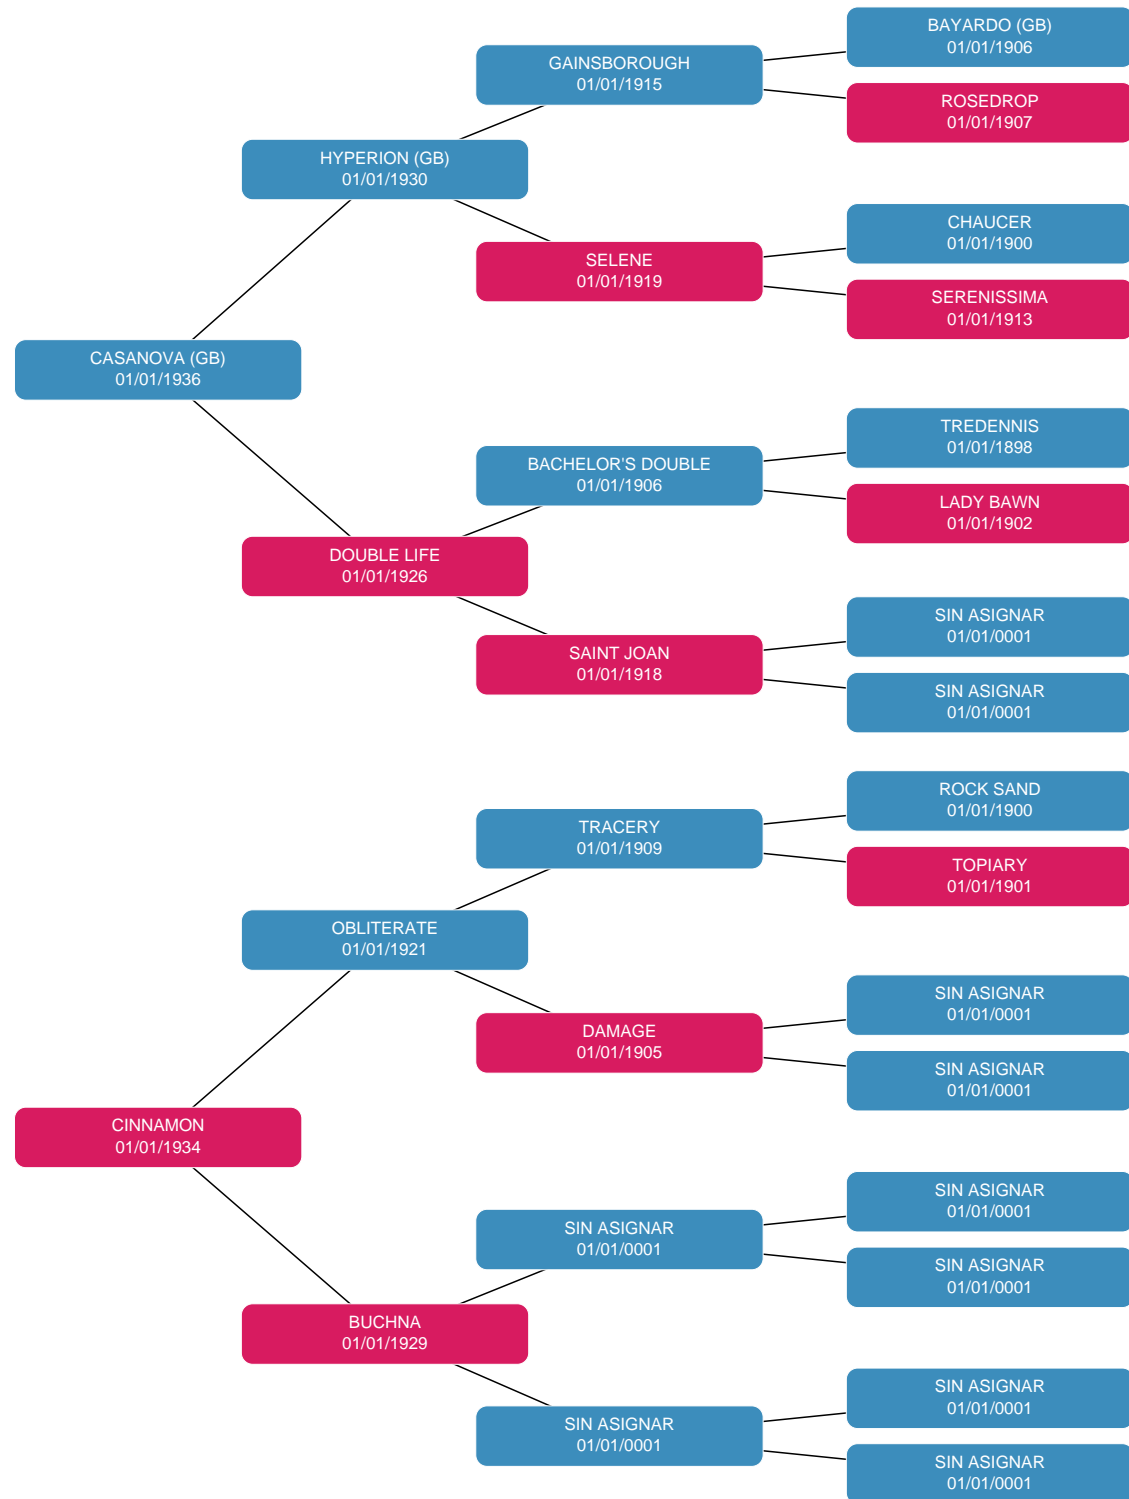 BAYARDO (GB)
01/01/1906
GAINSBOROUGH
01/01/1915
ROSEDROP
01/01/1907
HYPERION (GB)
01/01/1930
CHAUCER
01/01/1900
SELENE
01/01/1919
SERENISSIMA
01/01/1913
CASANOVA (GB)
01/01/1936
TREDENNIS
01/01/1898
BACHELOR'S DOUBLE
01/01/1906
LADY BAWN
01/01/1902
DOUBLE LIFE
01/01/1926
SIN ASIGNAR
01/01/0001
SAINT JOAN
01/01/1918
SIN ASIGNAR
01/01/0001
ROCK SAND
01/01/1900
TRACERY
01/01/1909
TOPIARY
01/01/1901
OBLITERATE
01/01/1921
SIN ASIGNAR
01/01/0001
DAMAGE
01/01/1905
SIN ASIGNAR
01/01/0001
CINNAMON
01/01/1934
SIN ASIGNAR
01/01/0001
SIN ASIGNAR
01/01/0001
SIN ASIGNAR
01/01/0001
BUCHNA
01/01/1929
SIN ASIGNAR
01/01/0001
SIN ASIGNAR
01/01/0001
SIN ASIGNAR
01/01/0001